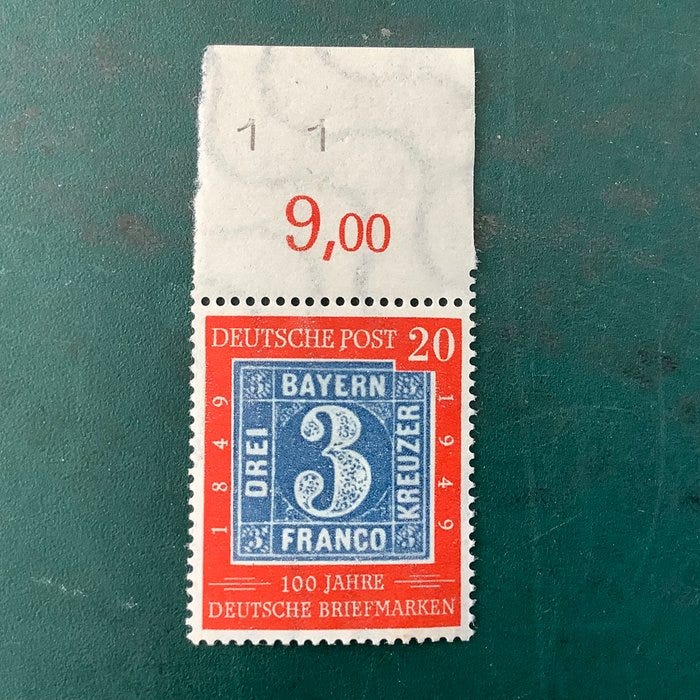 1 1
9,00
DEUTSCHE POST 20
1849
BAYERN
DREI
3
KREUZER
FRANCO
1949
100 JAHRE
DEUTSCHE BRIEFMARKEN